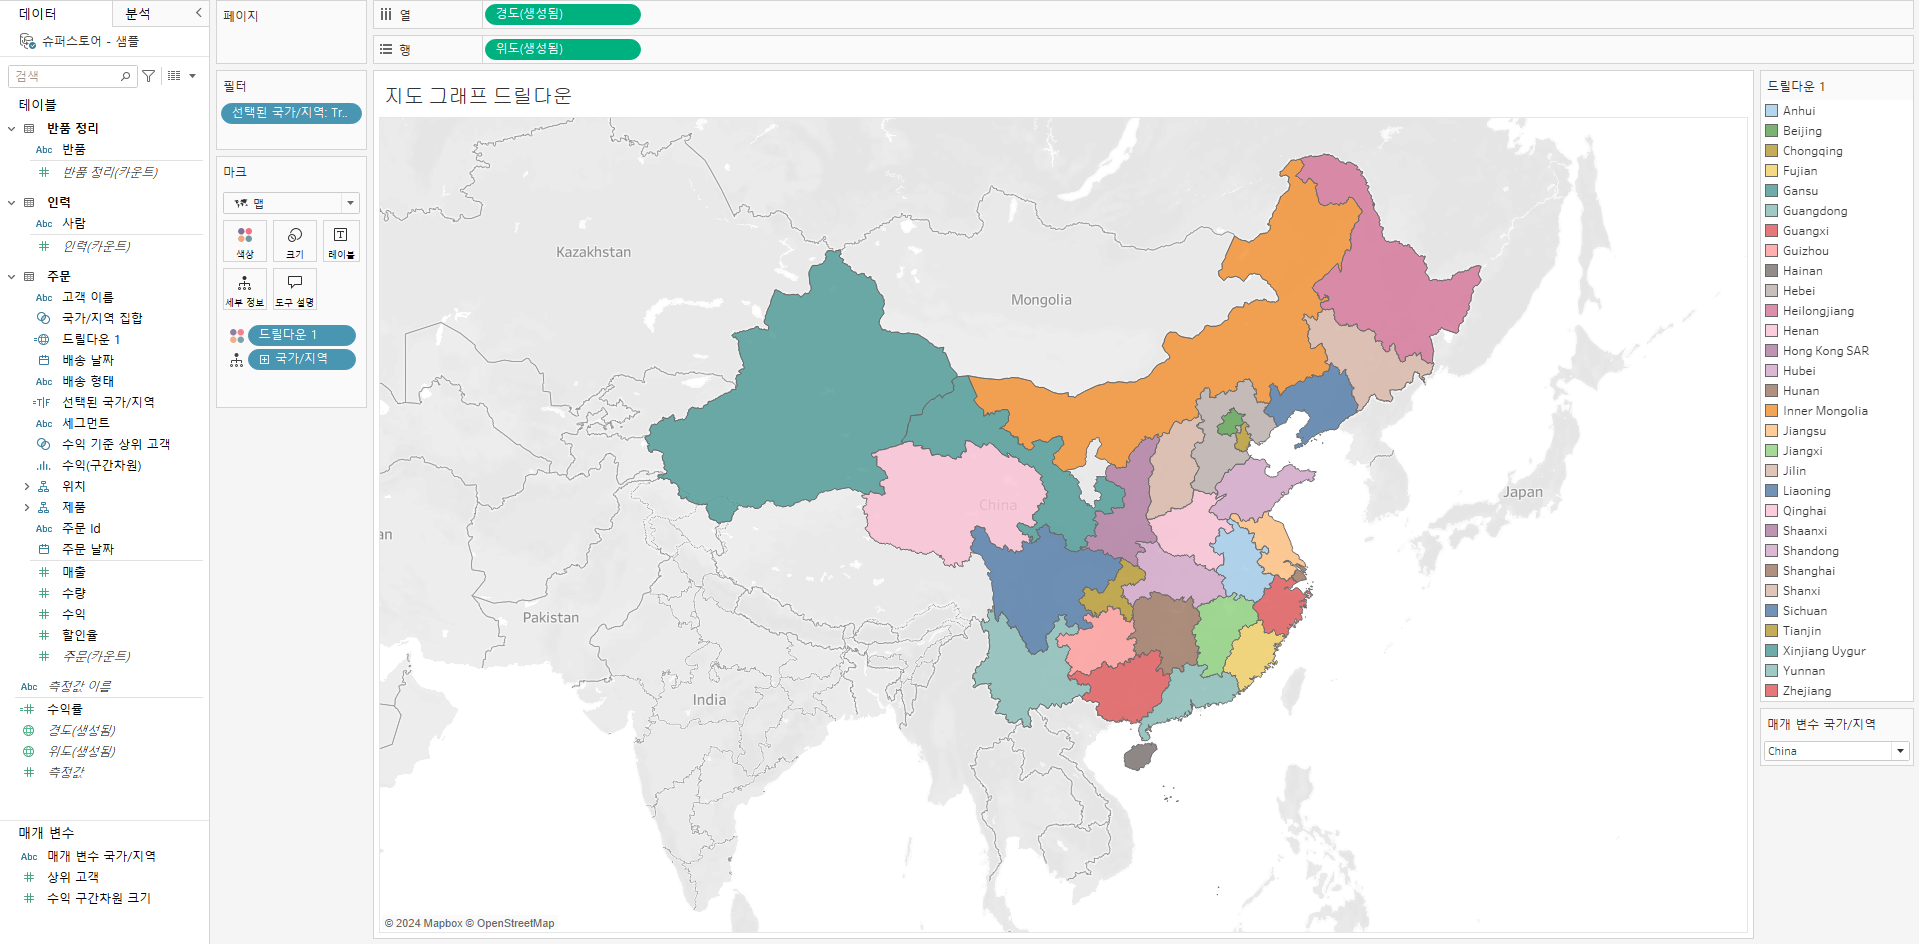 데이터
분석
슈퍼스토어 - 샘플
검색
테이블
반품 정리
Abc 반품
반품 정리(카운트)
인력
Abc 사람
인력(카운트)
주문
Abc 고객 이름
국가/지역 집합
드릴다운 1
배송 날짜
Abc 배송 형태
=T|F 선택된 국가/지역
Abc 세그먼트
수익 기준 상위 고객
수익(구간차원)
위치
제품
Abc 주문 Id
주문 날짜
# 매출
# 수량
# 수익
# 할인율
# 주문(카운트)
Abc 측정값 이름
=# 수익률
경도(생성됨)
위도(생성됨)
# 측정값
매개 변수
Abc 매개 변수 국가/지역
# 상위 고객
# 수익 구간차원 크기
페이지
필터
선택된 국가/지역: Tr..
마크
맵
색상
크기
레이블
세부 정보
도구 설명
드릴다운 1
국가/지역
열
경도(생성됨)
행
위도(생성됨)
지도 그래프 드릴다운
Kazakhstan
Mongolia
China
Japan
an
Pakistan
India
© 2024 Mapbox © OpenStreetMap
드릴다운 1
Anhui
Beijing
Chongqing
Fujian
Gansu
Guangdong
Guangxi
Guizhou
Hainan
Hebei
Heilongjiang
Henan
Hong Kong SAR
Hubei
Hunan
Inner Mongolia
Jiangsu
Jiangxi
Jilin
Liaoning
Qinghai
Shaanxi
Shandong
Shanghai
Shanxi
Sichuan
Tianjin
Xinjiang Uygur
Yunnan
Zhejiang
매개 변수 국가/지역
China